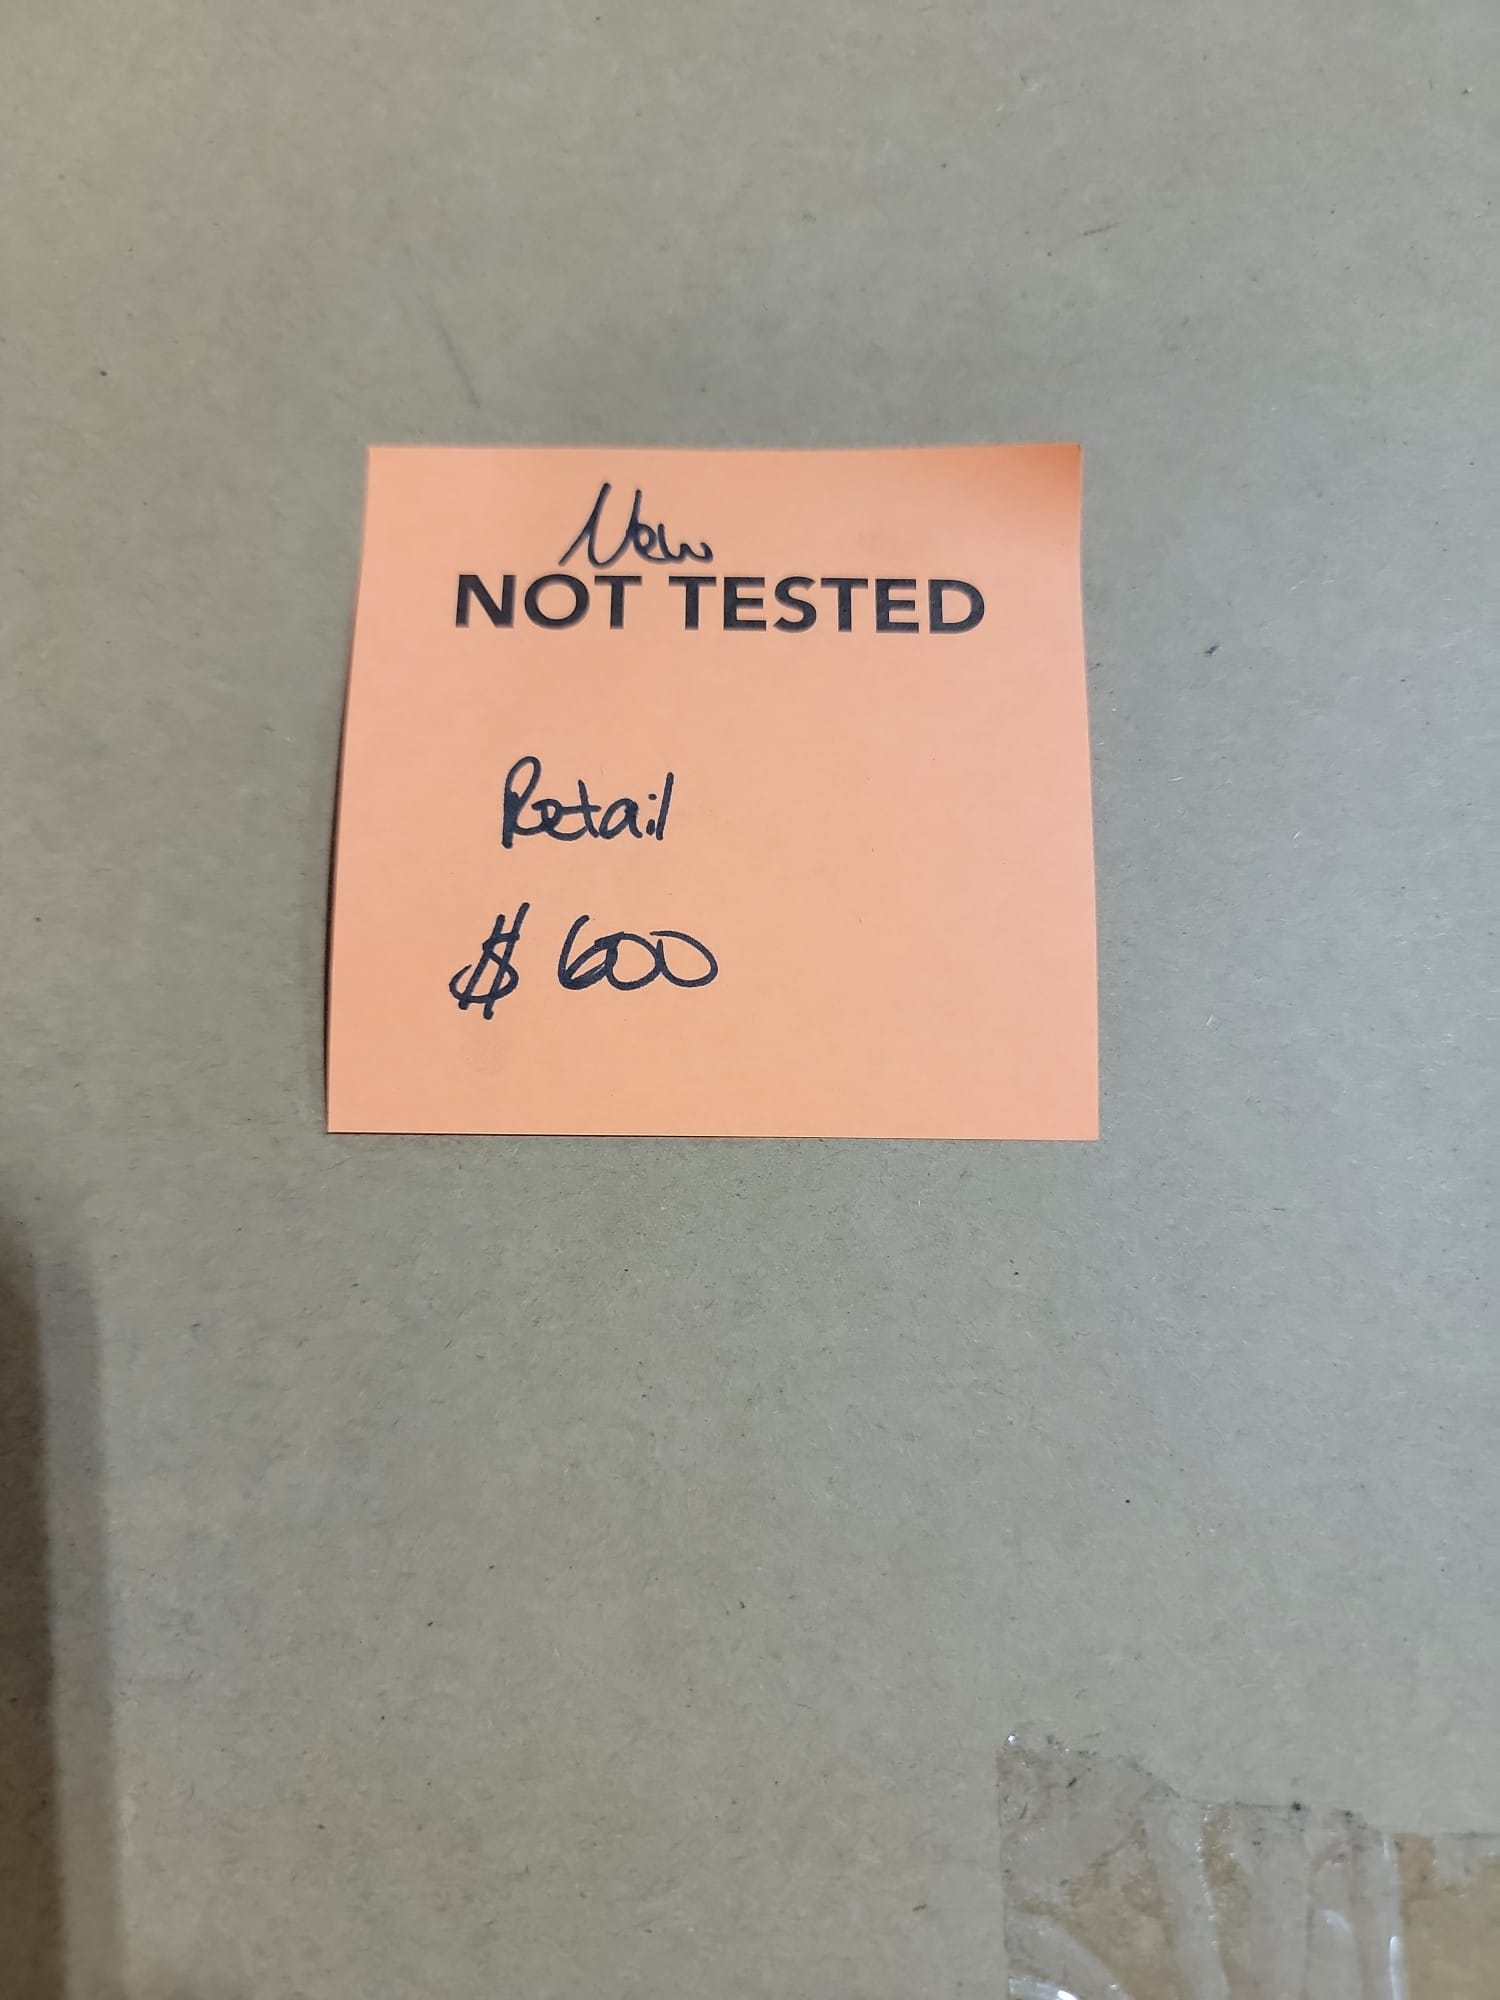 New
NOT TESTED
Retail
$ 600